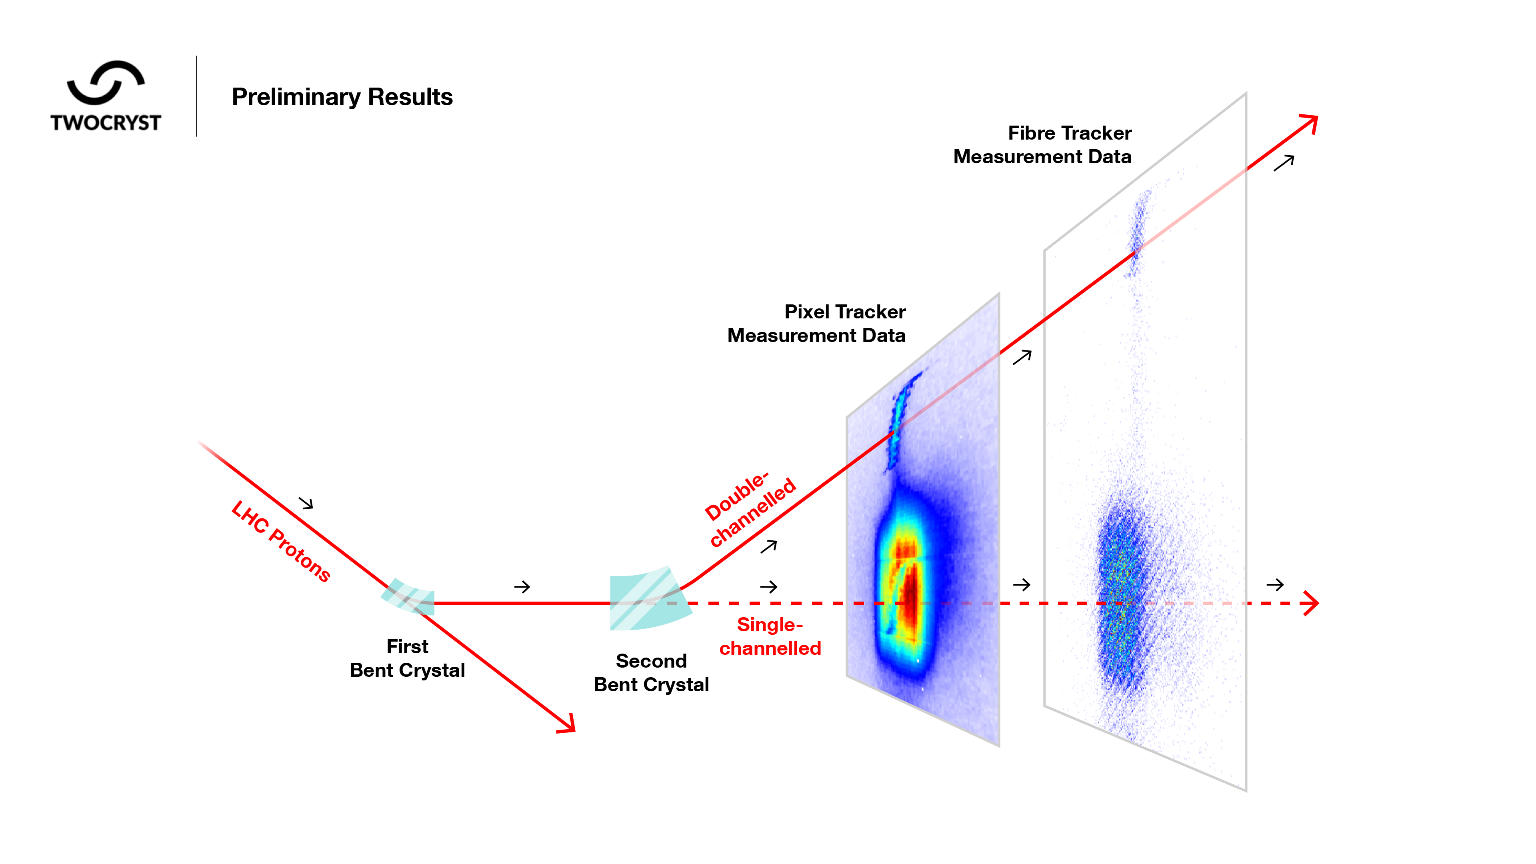 TWOCRYST
Preliminary Results
Fibre Tracker
Measurement Data
Pixel Tracker
Measurement Data
LHC Protons
Double-
channelled
Single-
channelled
First
Bent Crystal
Second
Bent Crystal